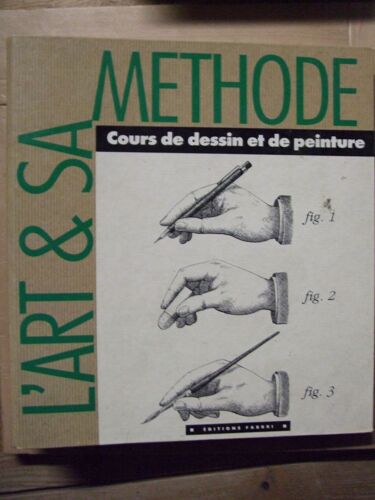 L'ART & SA
METHODE
Cours de dessin et de peinture
fig. 1
fig. 2
fig. 3
EDITIONS FABBRI